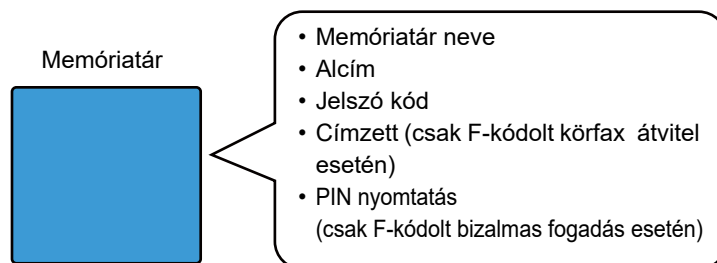 Memóriatár
• Memóriatár neve
• Alcím
• Jelszó kód
• Címzett (csak F-kódolt körfax átvitel
esetén)
• PIN nyomtatás
(csak F-kódolt bizalmas fogadás esetén)